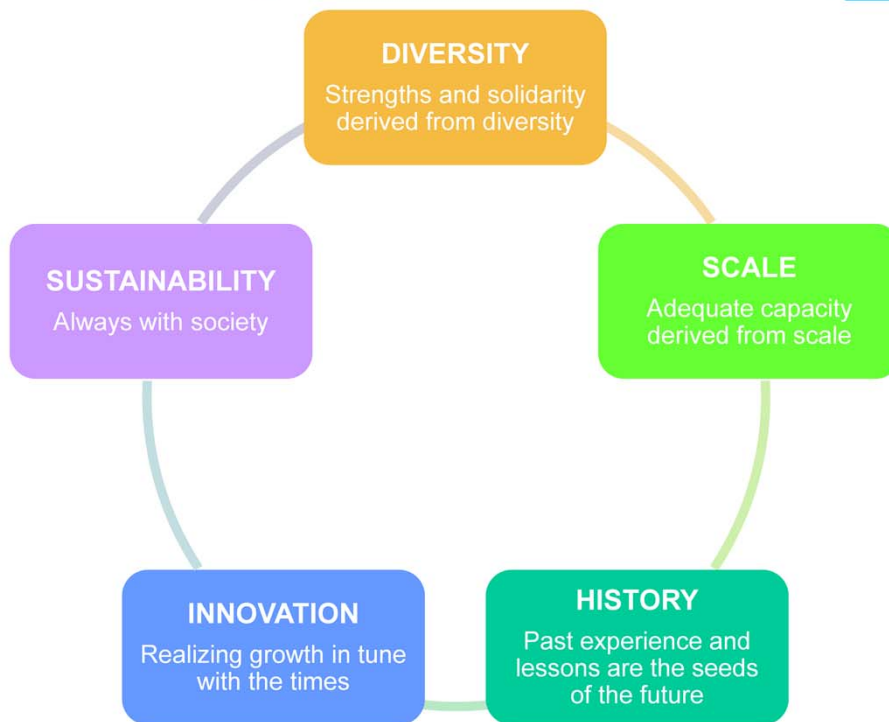 DIVERSITY
Strengths and solidarity
derived from diversity
SCALE
Adequate capacity
derived from scale
HISTORY
Past experience and
lessons are the seeds
of the future
INNOVATION
Realizing growth in tune
with the times
SUSTAINABILITY
Always with society